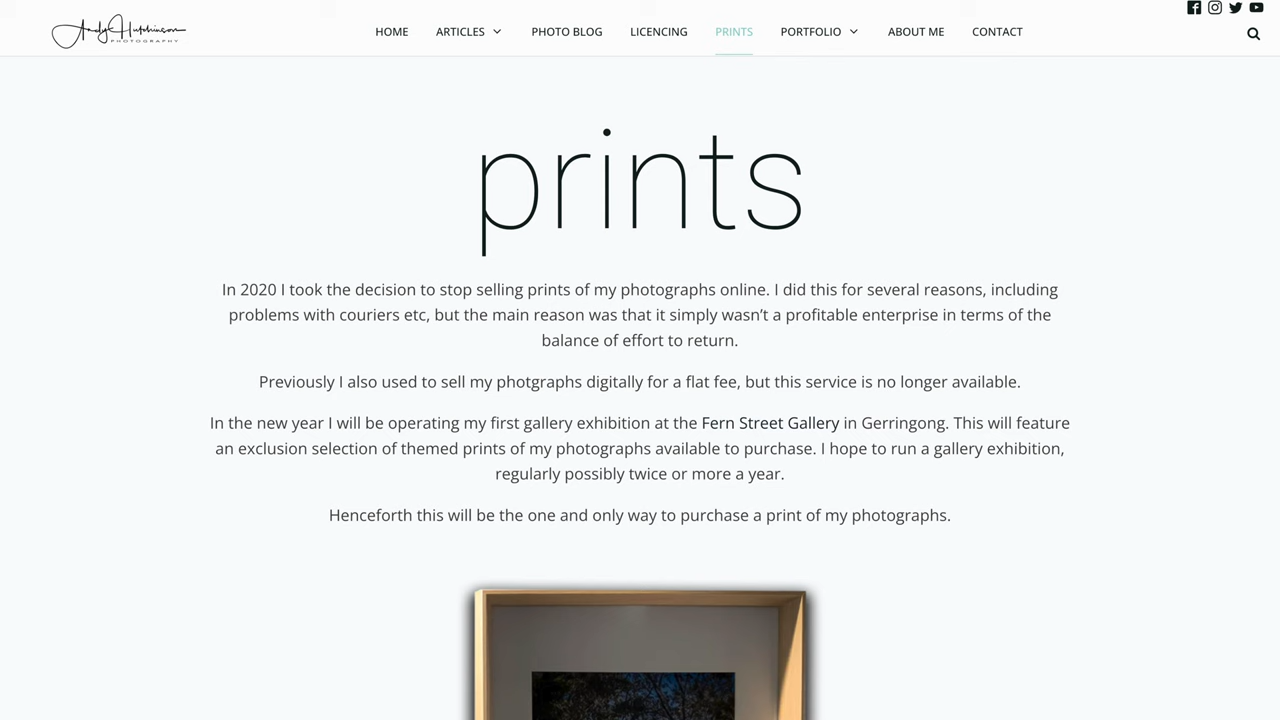 Andy Hutchinson
PHOTOGRAPHY
HOME
ARTICLES
PHOTO BLOG
LICENCING
PRINTS
PORTFOLIO
ABOUT ME
CONTACT
prints
In 2020 I took the decision to stop selling prints of my photographs online. I did this for several reasons, including
problems with couriers etc, but the main reason was that it simply wasn’t a profitable enterprise in terms of the
balance of effort to return.
Previously I also used to sell my photgraphs digitally for a flat fee, but this service is no longer available.
In the new year I will be operating my first gallery exhibition at the Fern Street Gallery in Gerringong. This will feature
an exclusion selection of themed prints of my photographs available to purchase. I hope to run a gallery exhibition,
regularly possibly twice or more a year.
Henceforth this will be the one and only way to purchase a print of my photographs.